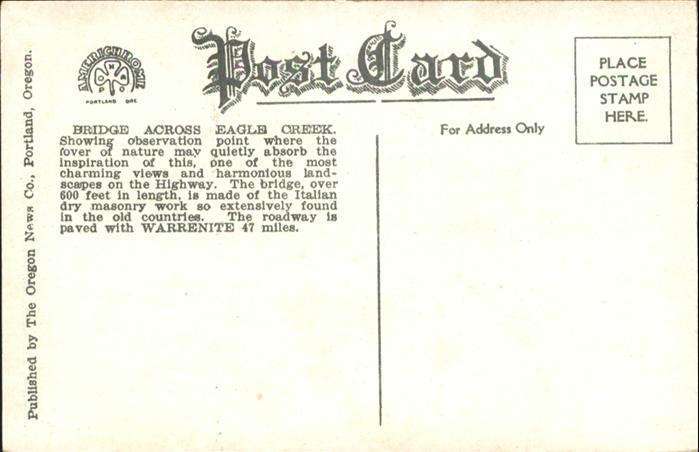 AMERICHROME
PORTLAND ORE
Post Card
PLACE
POSTAGE
STAMP
HERE.
For Address Only
BRIDGE ACROSS EAGLE CREEK.
Showing observation point where the
lover of nature may quietly absorb the
inspiration of this, one of the most
charming views and harmonious land-
scapes on the Highway. The bridge, over
600 feet in length, is made of the Italian
dry masonry work so extensively found
in the old countries. The roadway is
paved with WARRENITE 47 miles.
Published by The Oregon News Co., Portland, Oregon.